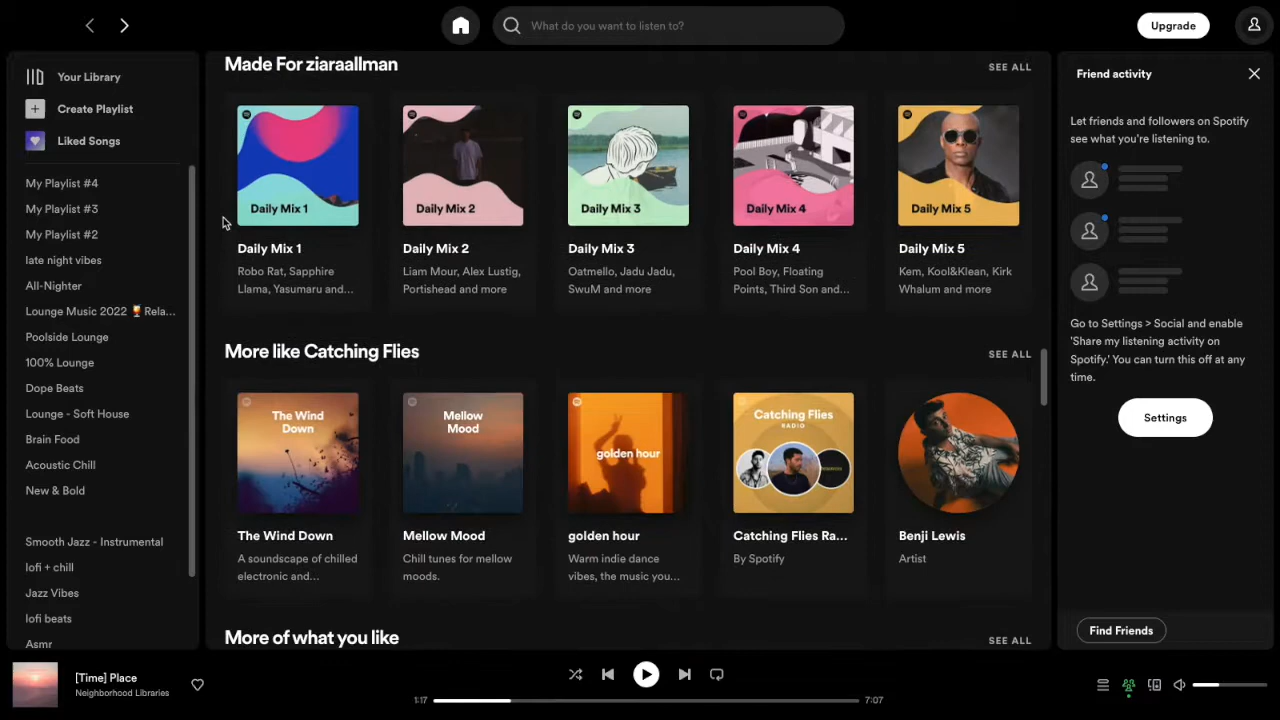 What do you want to listen to?
Upgrade
Your Library
Create Playlist
Liked Songs
My Playlist #4
My Playlist #3
My Playlist #2
late night vibes
All-Nighter
Lounge Music 2022 🍹Rela...
Poolside Lounge
100% Lounge
Dope Beats
Lounge - Soft House
Brain Food
Acoustic Chill
New & Bold
Smooth Jazz - Instrumental
lofi + chill
Jazz Vibes
lofi beats
Asmr
Made For ziaraallman
SEE ALL
Daily Mix 1
Daily Mix 2
Daily Mix 3
Daily Mix 4
Daily Mix 5
Daily Mix 1
Robo Rat, Sapphire
Llama, Yasumaru and...
Daily Mix 2
Liam Mour, Alex Lustig,
Portishead and more
Daily Mix 3
Oatmello, Jadu Jadu,
SwuM and more
Daily Mix 4
Pool Boy, Floating
Points, Third Son and...
Daily Mix 5
Kem, Kool&Klean, Kirk
Whalum and more
More like Catching Flies
SEE ALL
The Wind
Down
Mellow
Mood
golden hour
Catching Flies
RADIO
The Wind Down
A soundscape of chilled
electronic and...
Mellow Mood
Chill tunes for mellow
moods.
golden hour
Warm indie dance
vibes, the music you...
Catching Flies Ra...
By Spotify
Benji Lewis
Artist
More of what you like
SEE ALL
Friend activity
Let friends and followers on Spotify
see what you're listening to.
Go to Settings > Social and enable
'Share my listening activity on
Spotify.' You can turn this off at any
time.
Settings
Find Friends
[Time] Place
Neighborhood Libraries
1:17
7:07